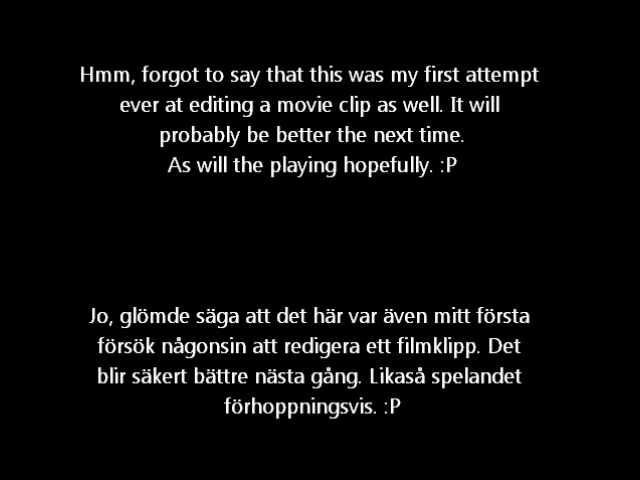 Hmm, forgot to say that this was my first attempt
ever at editing a movie clip as well. It will
probably be better the next time.
As will the playing hopefully. :P
Jo, glömde säga att det här var även mitt första
försök någonsin att redigera ett filmklipp. Det
blir säkert bättre nästa gång. Likaså spelandet
förhoppningsvis. :P